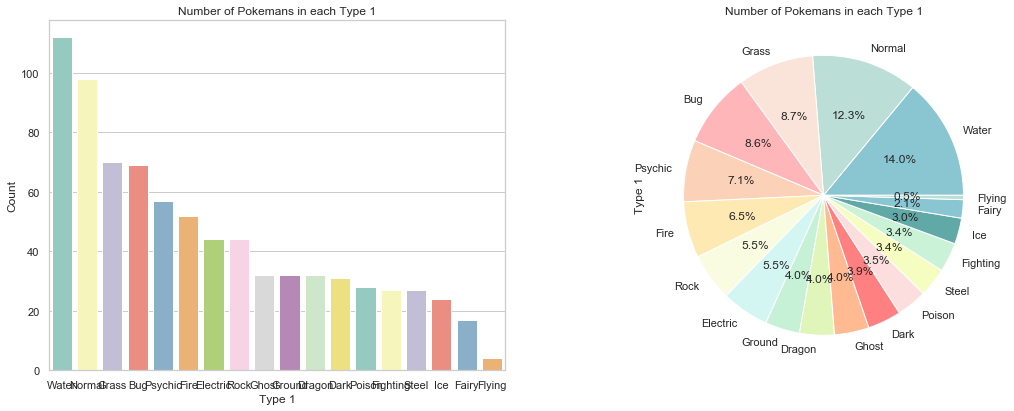 Number of Pokemans in each Type 1
Count
100
80
60
40
20
0
Water Normal Grass Bug Psychic Fire Electric Rock Ghost Ground Dragon Dark Poison Fighting Steel Ice Fairy Flying
Type 1
Number of Pokemans in each Type 1
Type 1
Water
Normal
Grass
Bug
Psychic
Fire
Rock
Electric
Ground
Dragon
Ghost
Dark
Poison
Steel
Fighting
Ice
Fairy
Flying
14.0%
12.3%
8.7%
8.6%
7.1%
6.5%
5.5%
5.5%
4.0%
4.0%
4.0%
3.9%
3.5%
3.4%
3.4%
3.0%
2.1%
0.5%